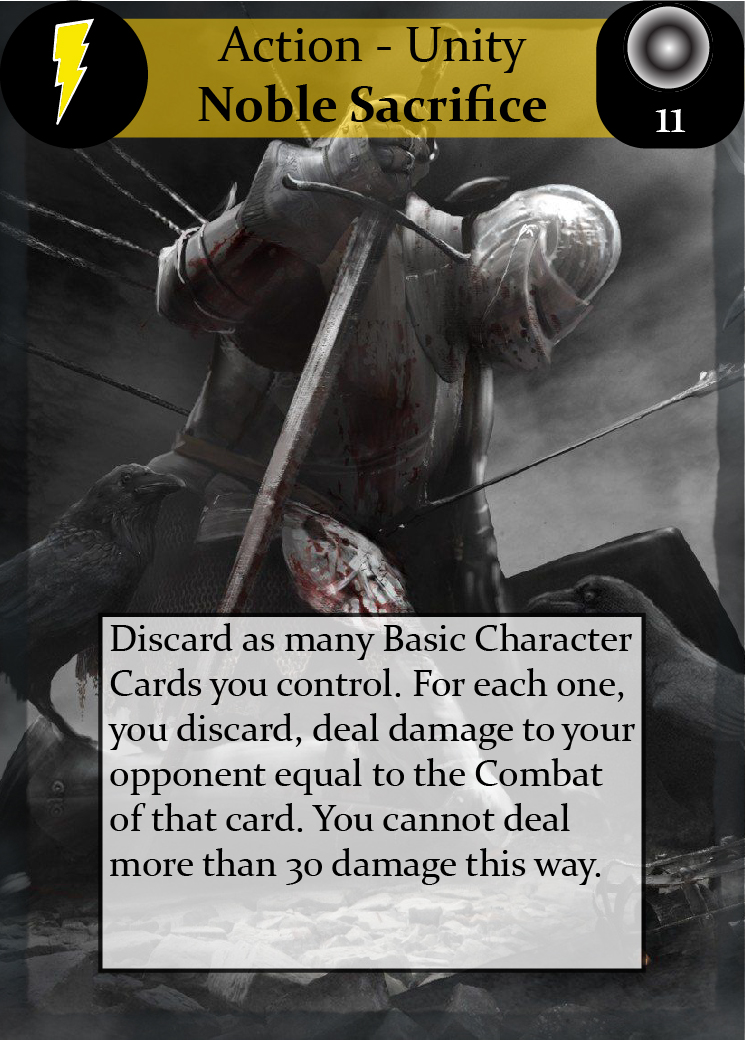 Action - Unity
Noble Sacrifice
11
Discard as many Basic Character
Cards you control. For each one,
you discard, deal damage to your
opponent equal to the Combat
of that card. You cannot deal
more than 30 damage this way.